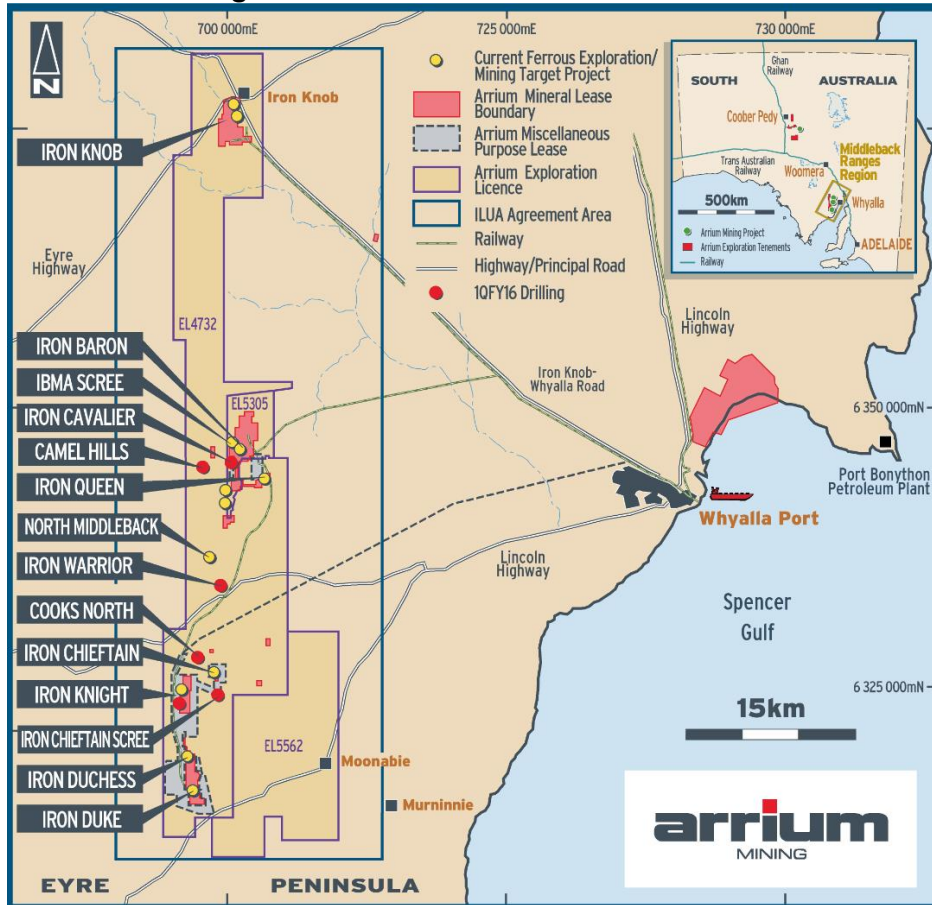 700 000mE
725 000mE
730 000mE
N
Iron Knob
IRON KNOB
Eyre
Highway
EL4732
IRON BARON
IBMA SCREE
IRON CAVALIER
CAMEL HILLS
IRON QUEEN
NORTH MIDDLEBACK
IRON WARRIOR
COOKS NORTH
IRON CHIEFTAIN
IRON KNIGHT
IRON CHIEFTAIN SCREE
IRON DUCHESS
IRON DUKE
EL5305
EL5562
Moonabie
Murninnie
EYRE PENINSULA
Current Ferrous Exploration/
Mining Target Project
Arrium Mineral Lease
Boundary
Arrium Miscellaneous
Purpose Lease
Arrium Exploration
Licence
ILUA Agreement Area
Railway
Highway/Principal Road
1QFY16 Drilling
Ghan
Railway
SOUTH AUSTRALIA
Coober Pedy
Middleback
Ranges
Region
Trans Australian
Railway
Woomera
Whyalla
500km
ADELAIDE
Arrium Mining Project
Arrium Exploration Tenements
Railway
Lincoln
Highway
Iron Knob-
Whyalla Road
6 350 000mN
Port Bonython
Petroleum Plant
Whyalla Port
Lincoln
Highway
Spencer
Gulf
6 325 000mN
15km
arrium
MINING